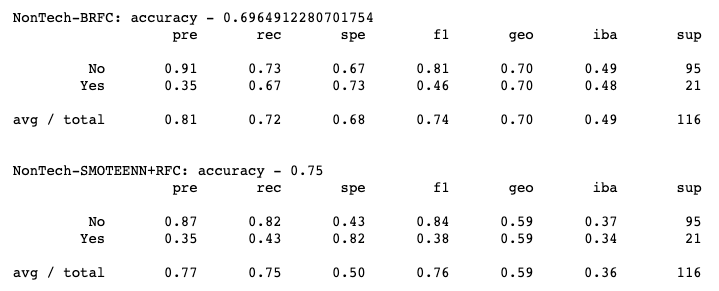 NonTech-BRFC: accuracy - 0.6964912280701754
pre rec spe f1 geo iba sup
No 0.91 0.73 0.67 0.81 0.70 0.49 95
Yes 0.35 0.67 0.73 0.46 0.70 0.48 21
avg / total 0.81 0.72 0.68 0.74 0.70 0.49 116
NonTech-SMOTEENN+RFC: accuracy - 0.75
pre rec spe f1 geo iba sup
No 0.87 0.82 0.43 0.84 0.59 0.37 95
Yes 0.35 0.43 0.82 0.38 0.59 0.34 21
avg / total 0.77 0.75 0.50 0.76 0.59 0.36 116